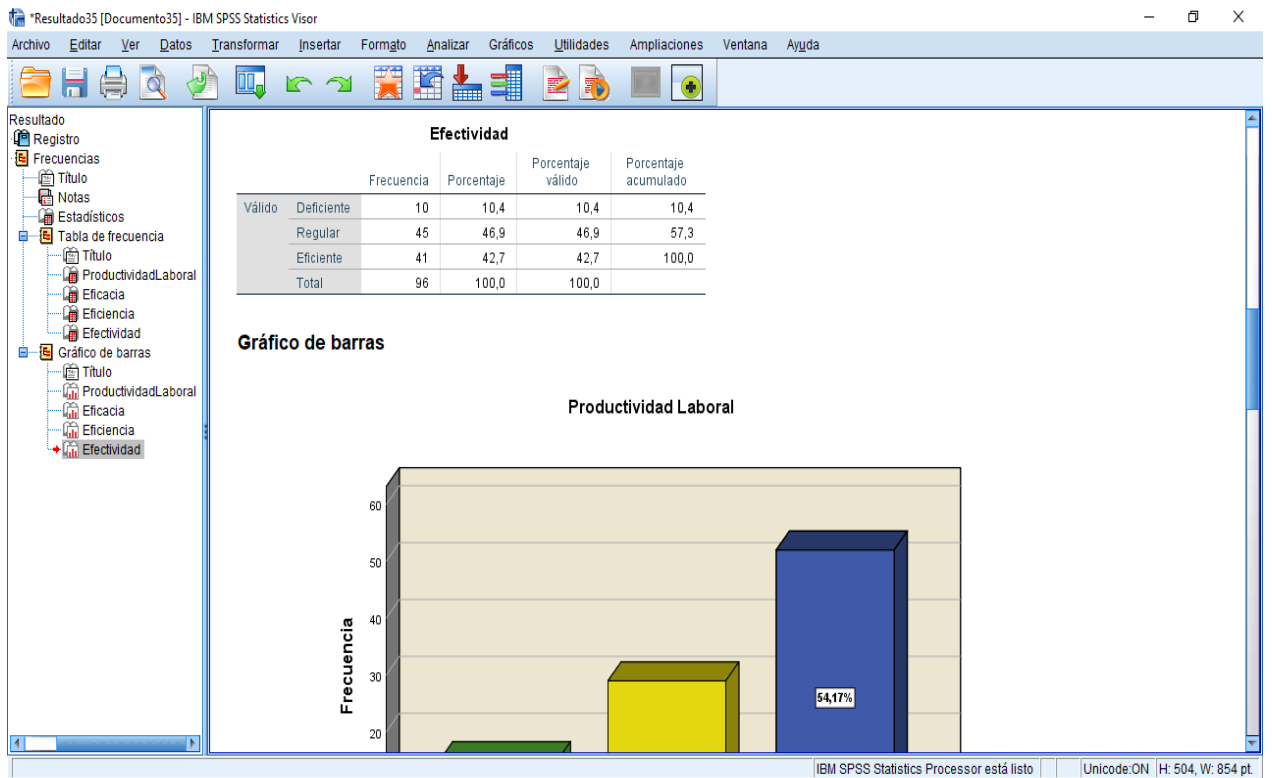 *Resultado35 [Documento35] - IBM SPSS Statistics Visor
Archivo Editar Ver Datos Transformar Insertar Formato Analizar Gráficos Utilidades Ampliaciones Ventana Ayuda
Resultado
Registro
Frecuencias
Título
Notas
Estadísticos
Tabla de frecuencia
Título
ProductividadLaboral
Eficacia
Eficiencia
Efectividad
Gráfico de barras
Título
ProductividadLaboral
Eficacia
Eficiencia
Efectividad
Efectividad
Frecuencia Porcentaje Porcentaje válido Porcentaje acumulado
Válido Deficiente 10 10,4 10,4 10,4
Regular 45 46,9 46,9 57,3
Eficiente 41 42,7 42,7 100,0
Total 96 100,0 100,0
Gráfico de barras
Productividad Laboral
Frecuencia
60
50
40
30
20
54,17%
IBM SPSS Statistics Processor está listo Unicode:ON H: 504, W: 854 pt.